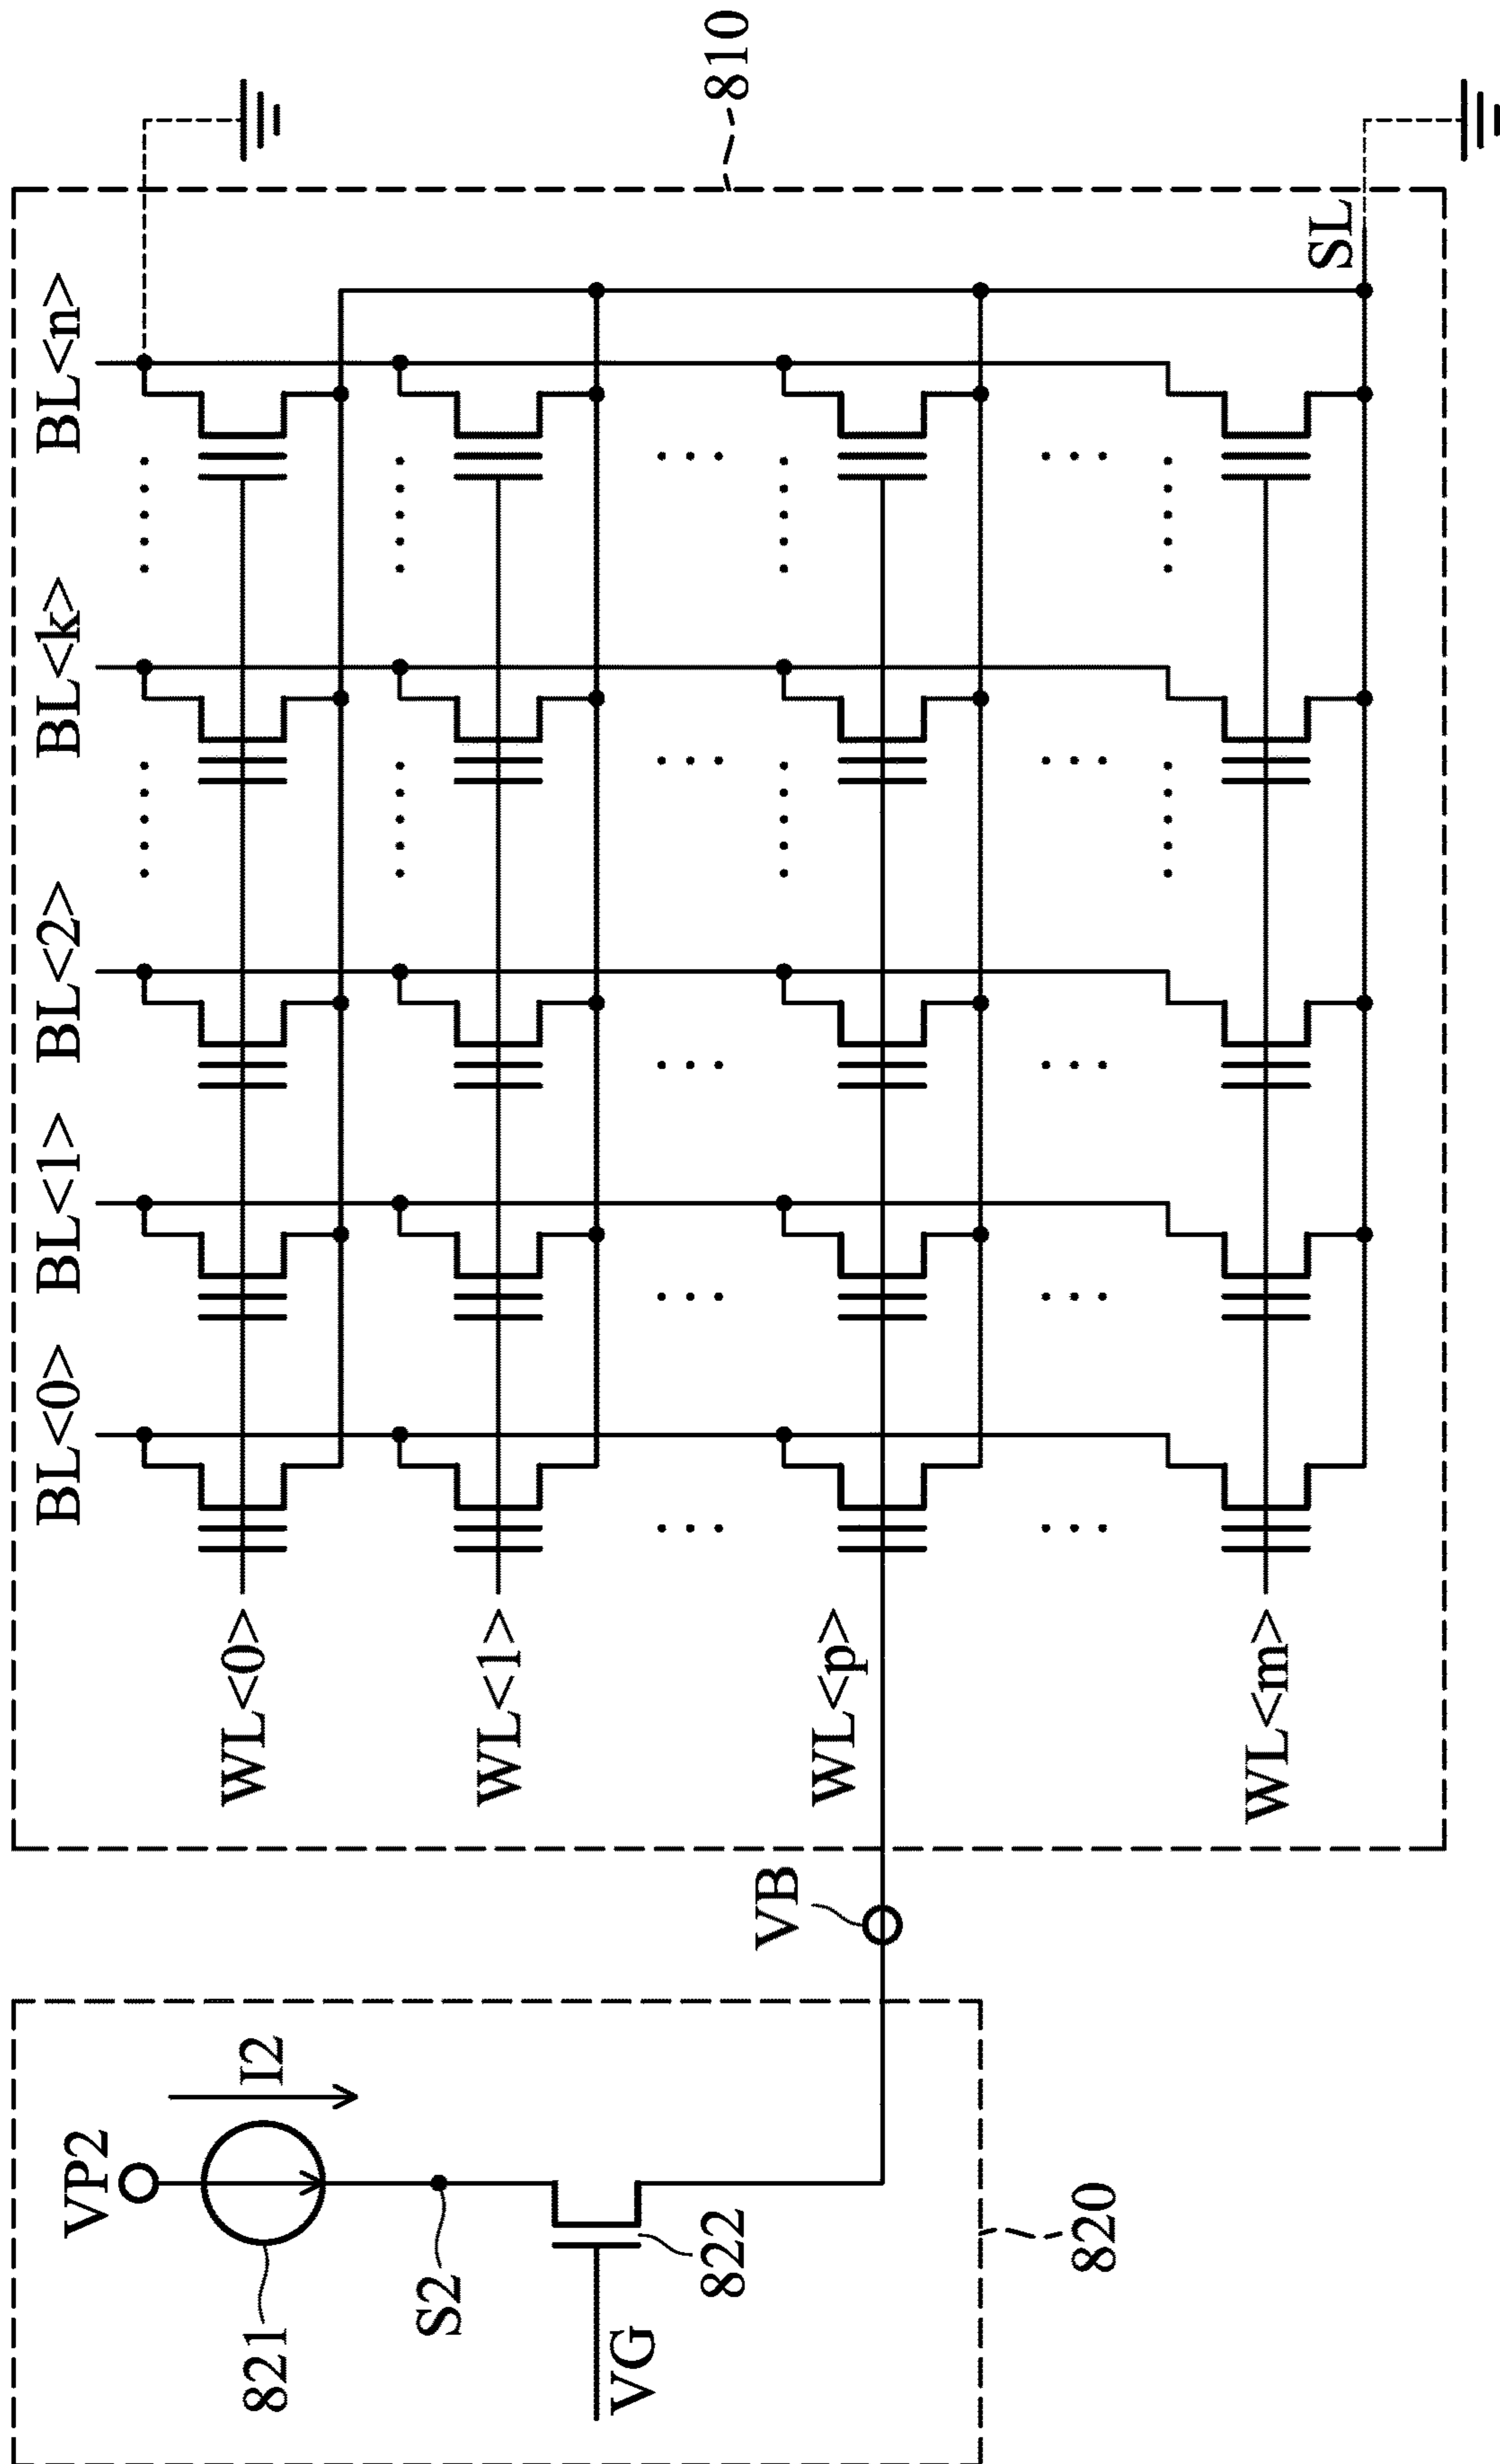 BL<0>
BL<1>
BL<2>
BL<k>
BL<n>
WL<0>
WL<1>
WL<p>
WL<m>
SL
810
VB
VP2
I2
821
S2
822
VG
820